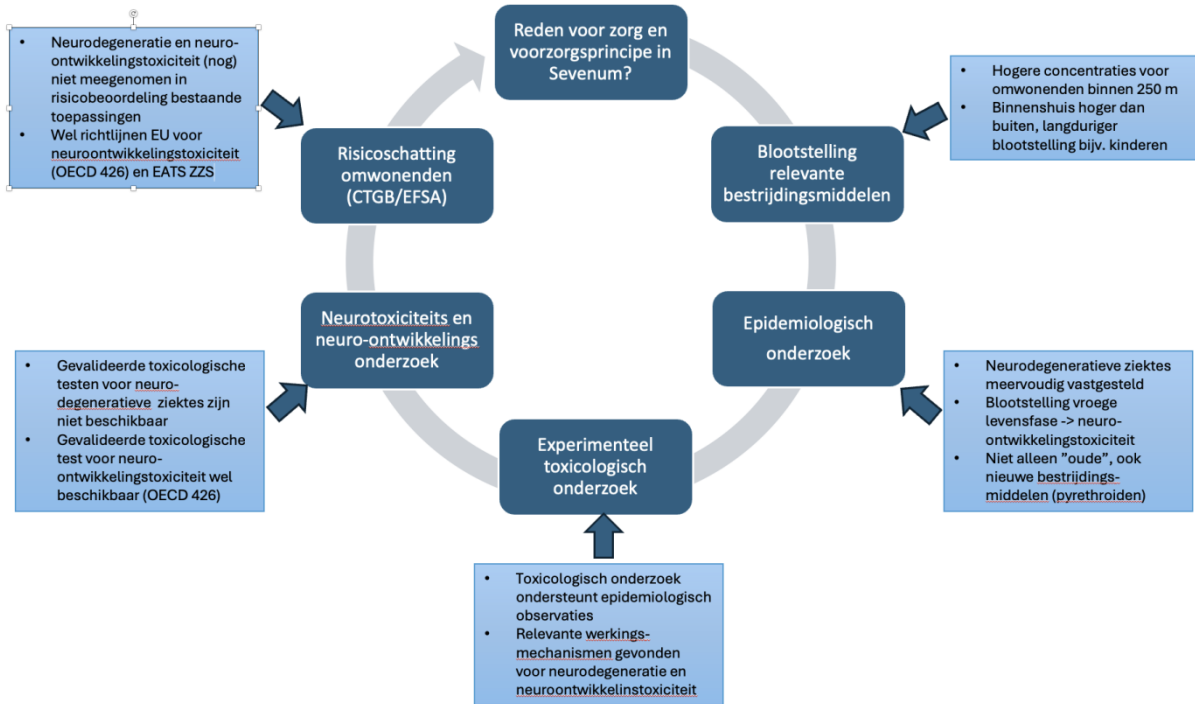 Reden voor zorg en
voorzorgsprincipe in
Sevenum?
• Hogere concentraties voor
omwonenden binnen 250 m
• Binnenshuis hoger dan
buiten, langduriger
blootstelling bijv. kinderen
Blootstelling
relevante
bestrijdingsmiddelen
Epidemiologisch
onderzoek
• Neurodegeneratieve ziektes
meervoudig vastgesteld
• Blootstelling vroege
levensfase -> neuro-
ontwikkelingstoxiciteit
• Niet alleen ”oude”, ook
nieuwe bestrijdings-
middelen (pyrethroiden)
Experimenteel
toxicologisch
onderzoek
• Toxicologisch onderzoek
ondersteunt epidemiologisch
observaties
• Relevante werkings-
mechanismen gevonden
voor neurodegeneratie en
neuroontwikkelinstoxiciteit
Neurotoxiciteits en
neuro-ontwikkelings
onderzoek
• Gevalideerde toxicologische
testen voor neuro-
degeneratieve ziektes zijn
niet beschikbaar
• Gevalideerde toxicologische
test voor neuro-
ontwikkelingstoxiciteit wel
beschikbaar (OECD 426)
Risicoschatting
omwonenden
(CTGB/EFSA)
• Neurodegeneratie en neuro-
ontwikkelingstoxiciteit (nog)
niet meegenomen in
risicobeoordeling bestaande
toepassingen
• Wel richtlijnen EU voor
neuroontwikkelingstoxiciteit
(OECD 426) en EATS ZZS